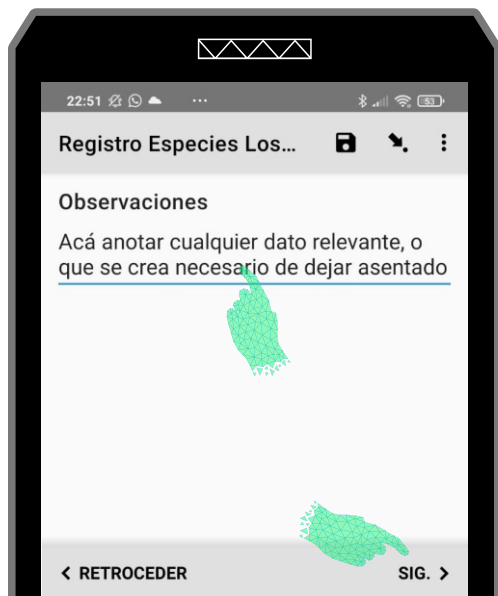 22:51 ... 53
Registro Especies Los...
Observaciones
Acá anotar cualquier dato relevante, o
que se crea necesario de dejar asentado
< RETROCEDER SIG. >